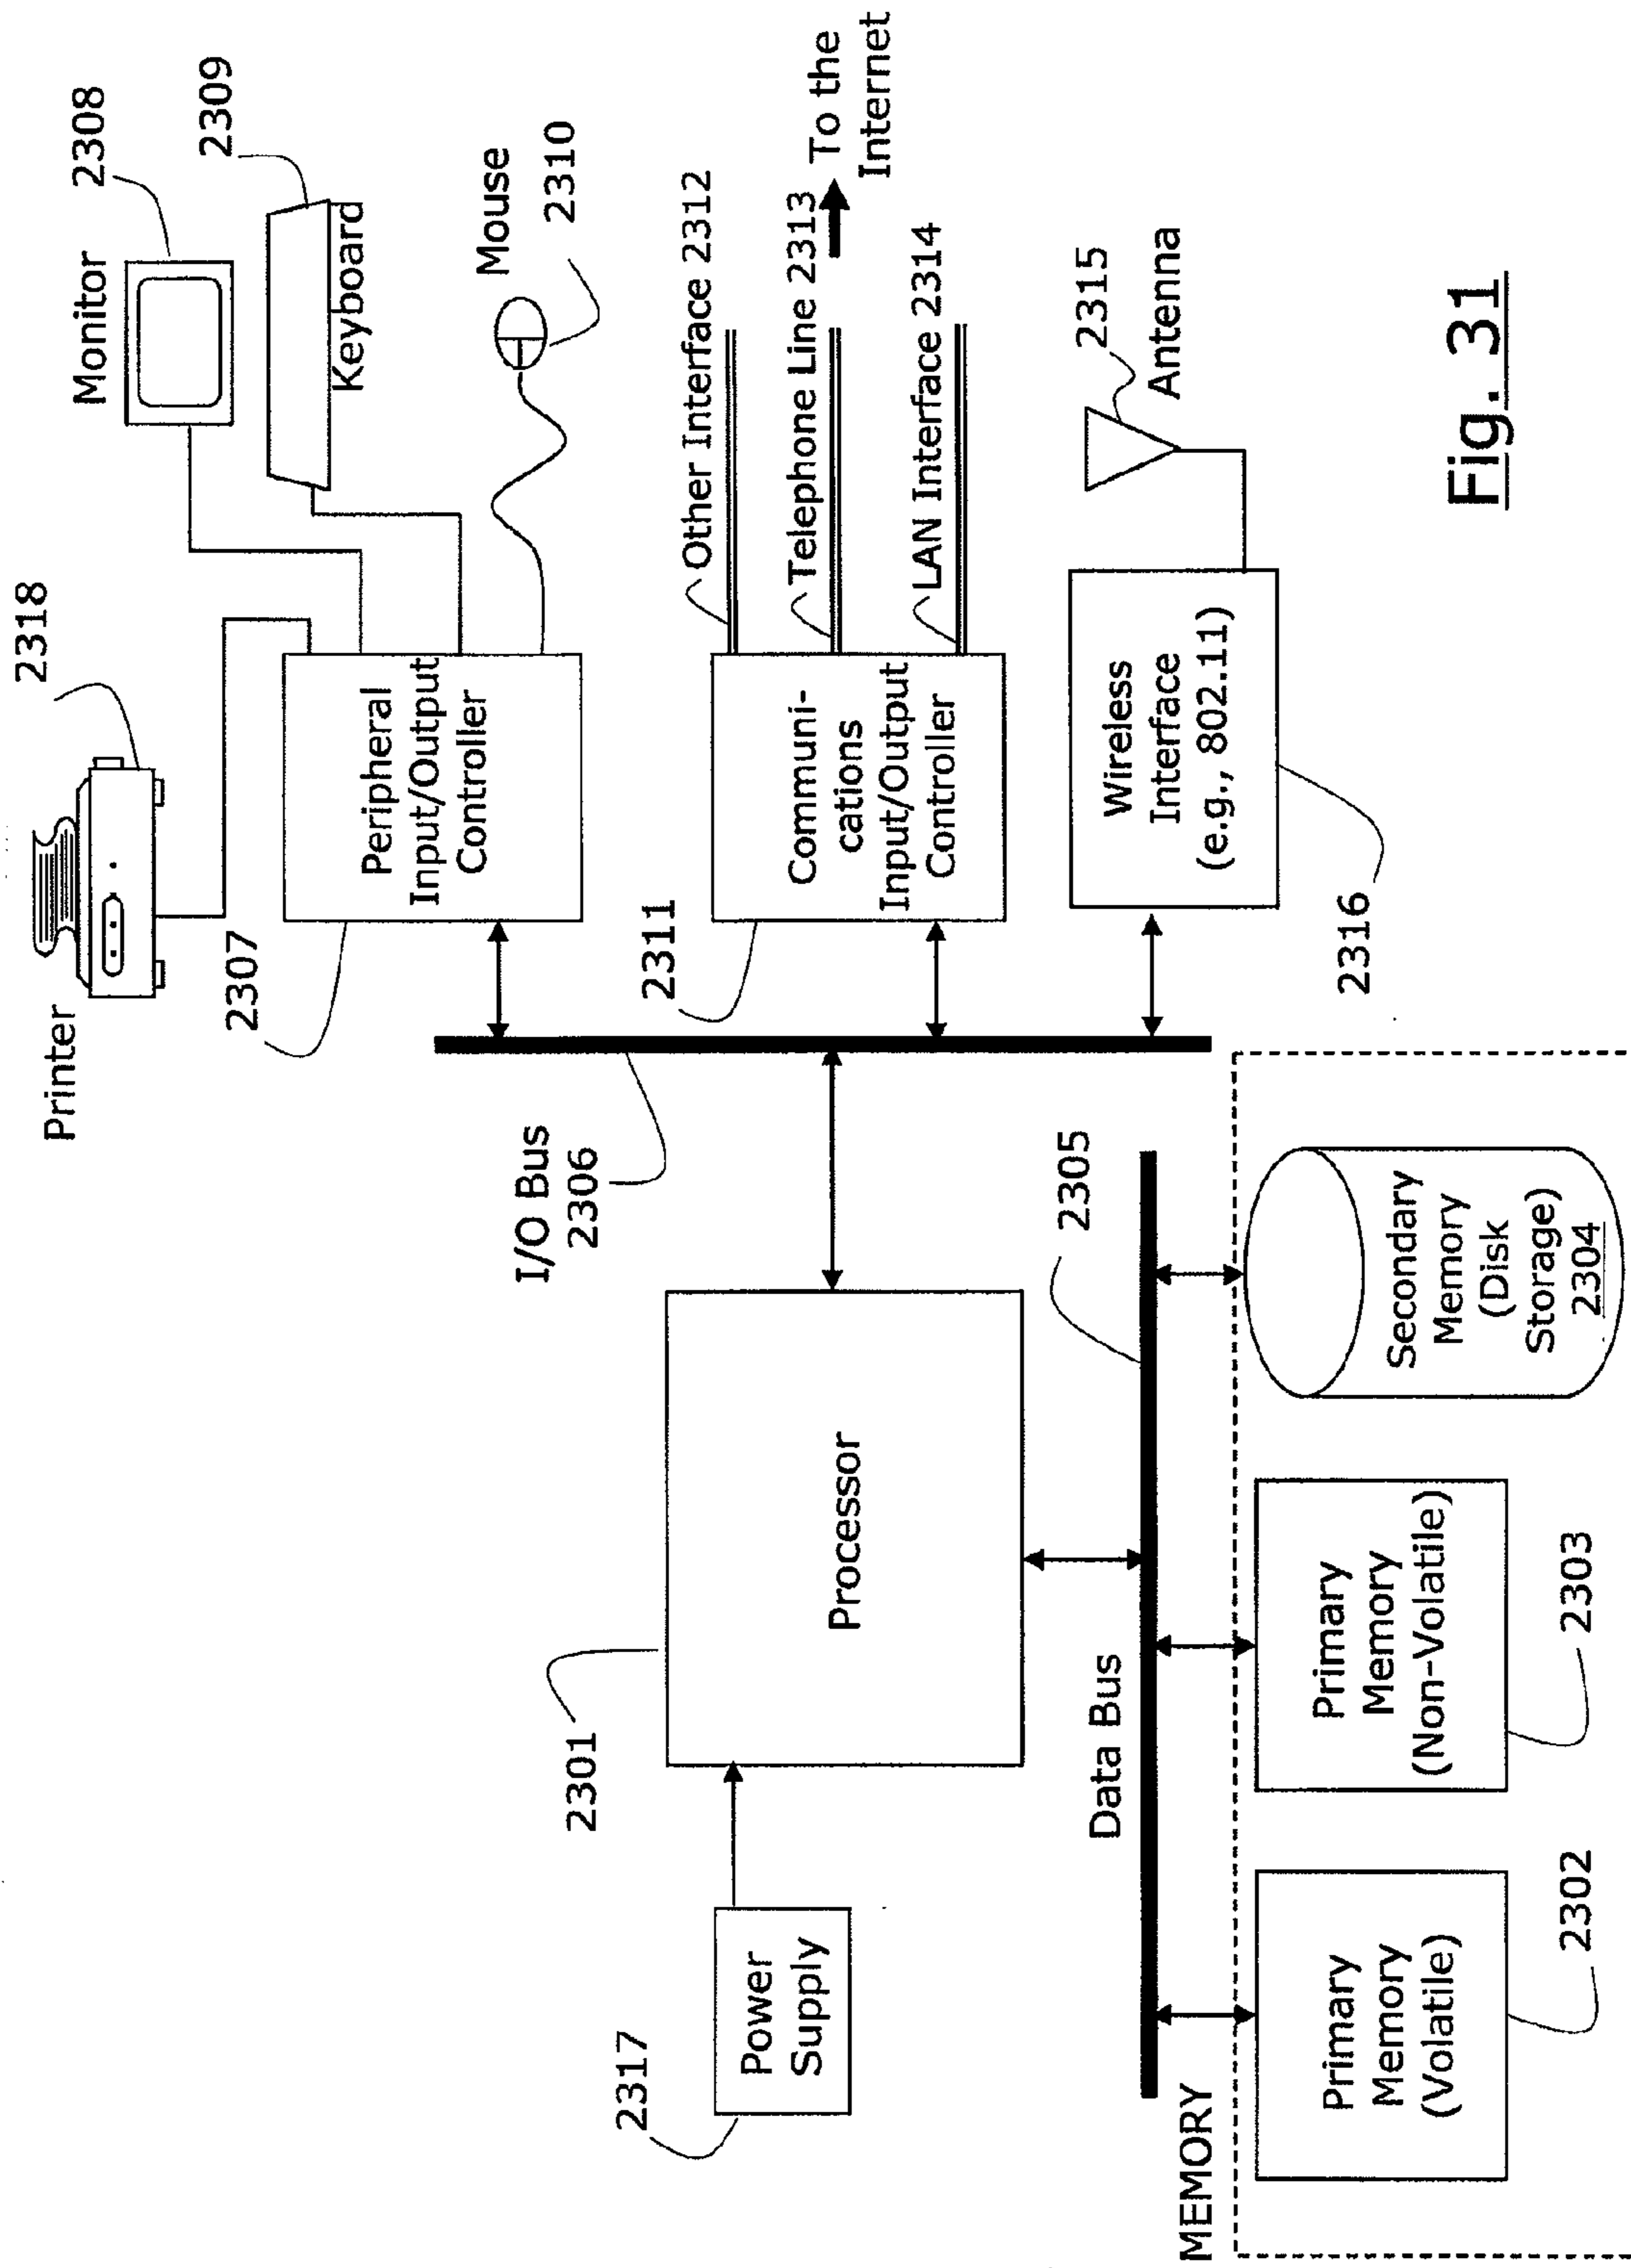 Printer
2318
Monitor
2308
2309
Keyboard
Mouse
2310
2307
Peripheral
Input/Output
Controller
I/O Bus
2306
2311
Communi-
cations
Input/Output
Controller
Other Interface 2312
Telephone Line 2313
To the
Internet
LAN Interface 2314
2315
Antenna
Wireless
Interface
(e.g., 802.11)
2316
2317
Power
Supply
2301
Processor
Data Bus
2305
MEMORY
Primary
Memory
(Volatile)
2302
Primary
Memory
(Non-Volatile)
2303
Secondary
Memory
(Disk
Storage)
2304
Fig. 31